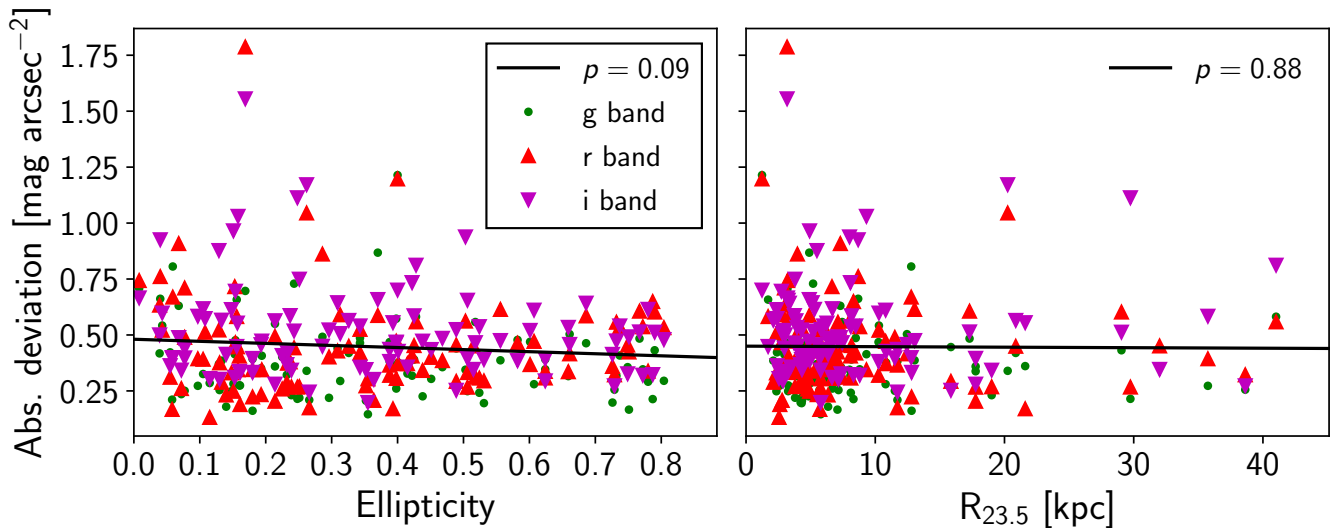 Abs. deviation [mag arcsec⁻²]
1.75
1.50
1.25
1.00
0.75
0.50
0.25
p = 0.09
g band
r band
i band
0.0 0.1 0.2 0.3 0.4 0.5 0.6 0.7 0.8
Ellipticity
p = 0.88
0 10 20 30 40
R₂₃.₅ [kpc]